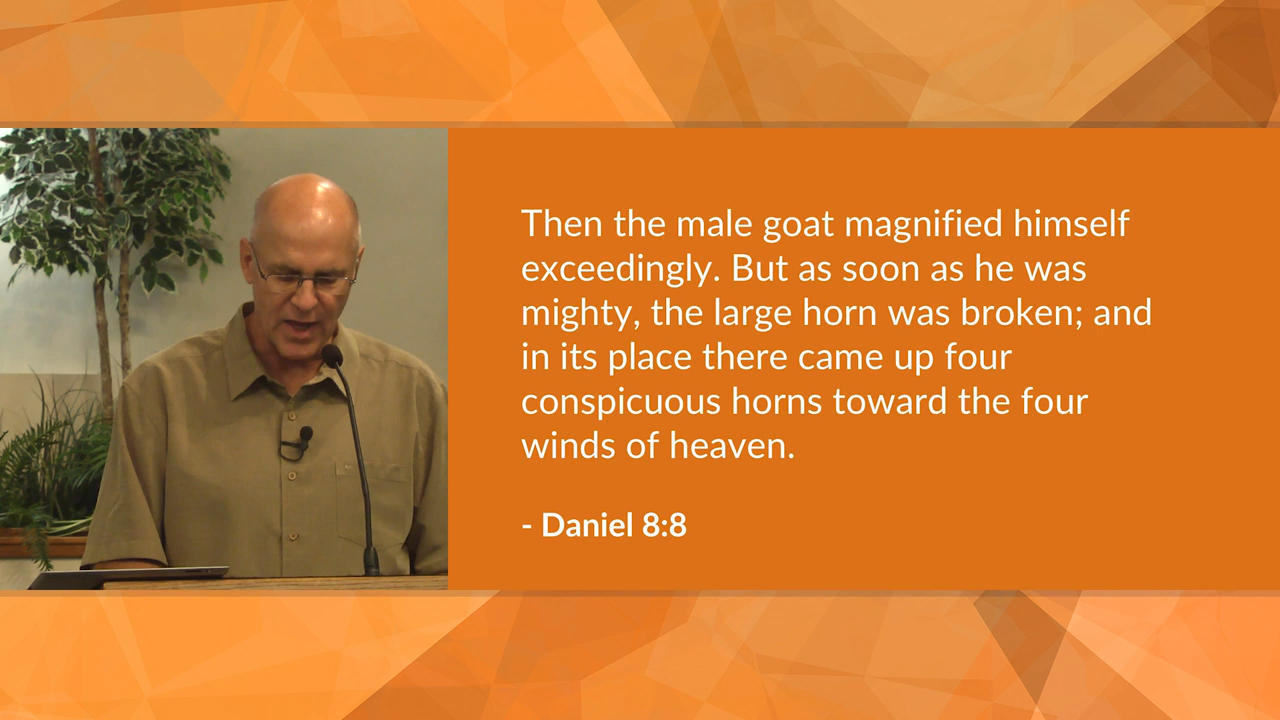 Then the male goat magnified himself
exceedingly. But as soon as he was
mighty, the large horn was broken; and
in its place there came up four
conspicuous horns toward the four
winds of heaven.
- Daniel 8:8